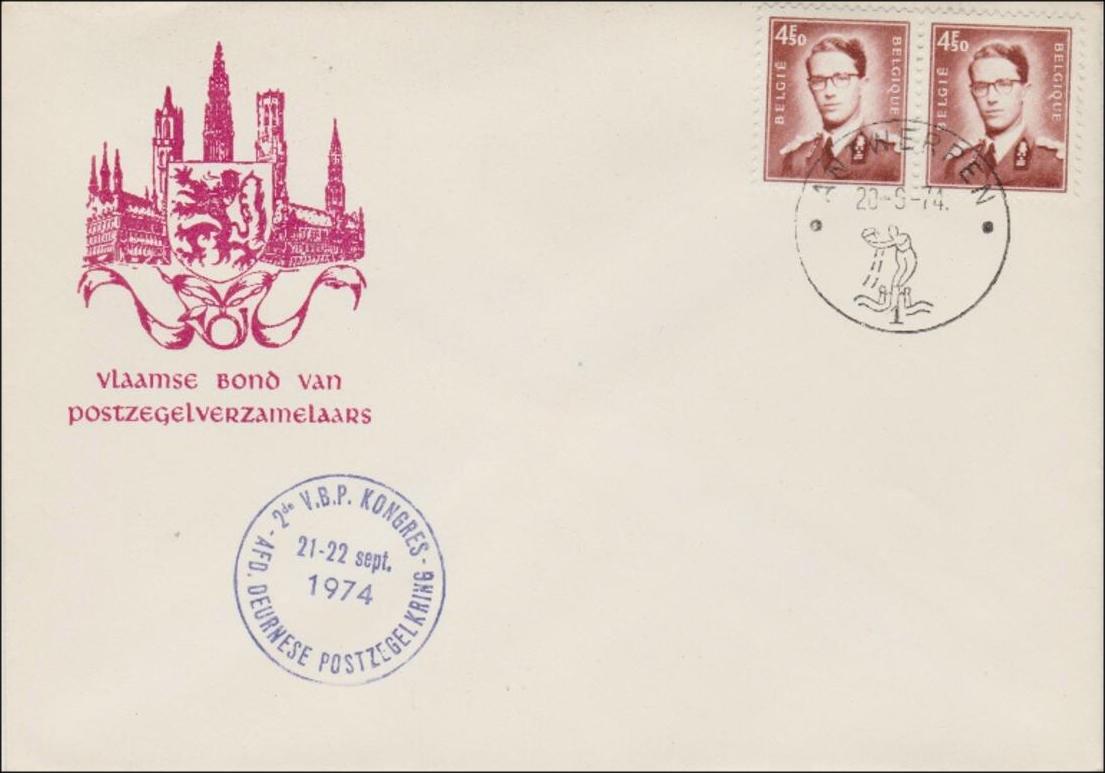 4F50 BELGIË BELGIQUE
4F50 BELGIË BELGIQUE
ANTWERPEN
20-9-74.
1
vlaamse bond van
postzegelverzamelaars
2de V.B.P. KONGRES -
21-22 sept.
1974
AFD. DEURNESE POSTZEGELKRING -